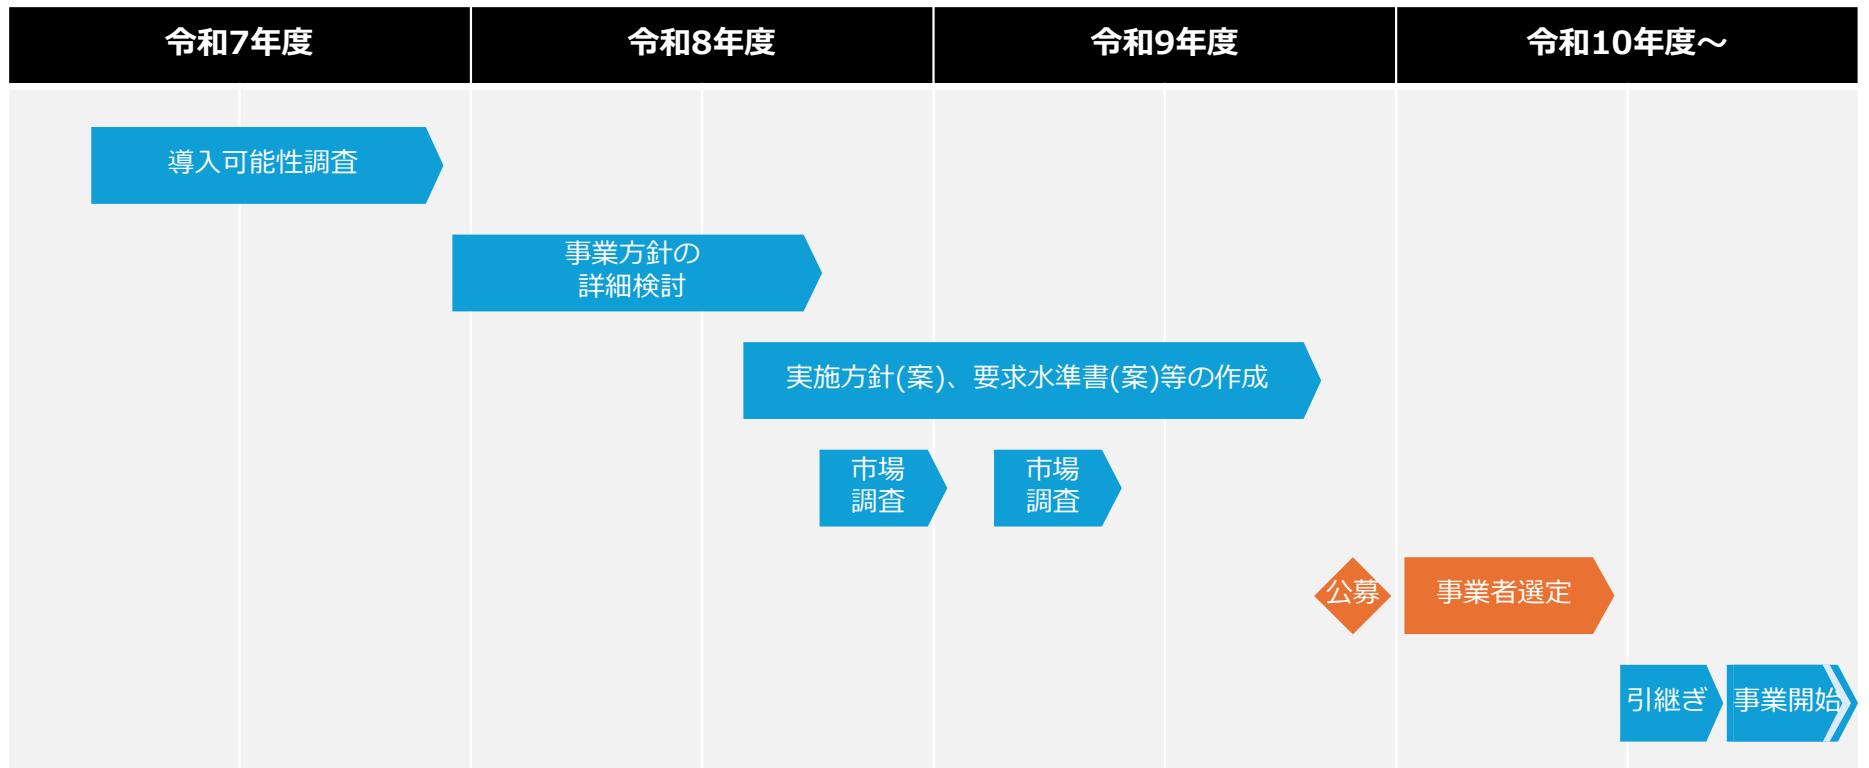 令和7年度
令和8年度
令和9年度
令和10年度～
導入可能性調査
事業方針の
詳細検討
実施方針(案)、要求水準書(案)等の作成
市場
調査
市場
調査
公募
事業者選定
引継ぎ
事業開始